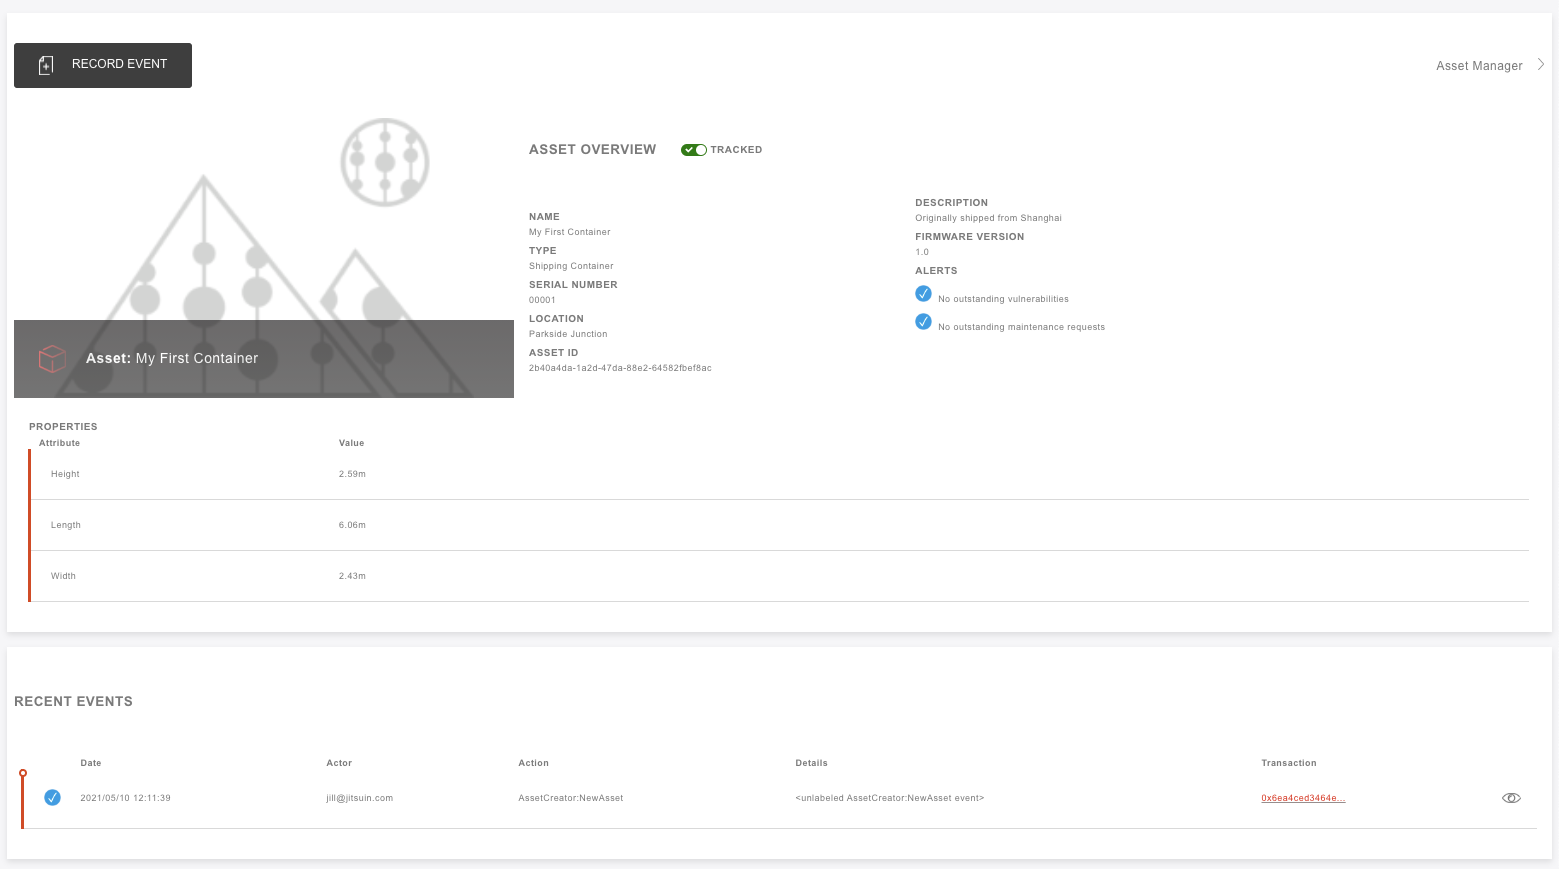 RECORD EVENT
Asset Manager
ASSET OVERVIEW TRACKED
NAME
My First Container
TYPE
Shipping Container
SERIAL NUMBER
00001
LOCATION
Parkside Junction
ASSET ID
2b40a4da-1a2d-47da-88e2-64582fbef8ac
DESCRIPTION
Originally shipped from Shanghai
FIRMWARE VERSION
1.0
ALERTS
No outstanding vulnerabilities
No outstanding maintenance requests
Asset: My First Container
PROPERTIES
Attribute Value
Height 2.59m
Length 6.06m
Width 2.43m
RECENT EVENTS
Date Actor Action Details Transaction
2021/05/10 12:11:39 jill@jitsuin.com AssetCreator:NewAsset <unlabeled AssetCreator:NewAsset event> 0x6ea4ced3464e...